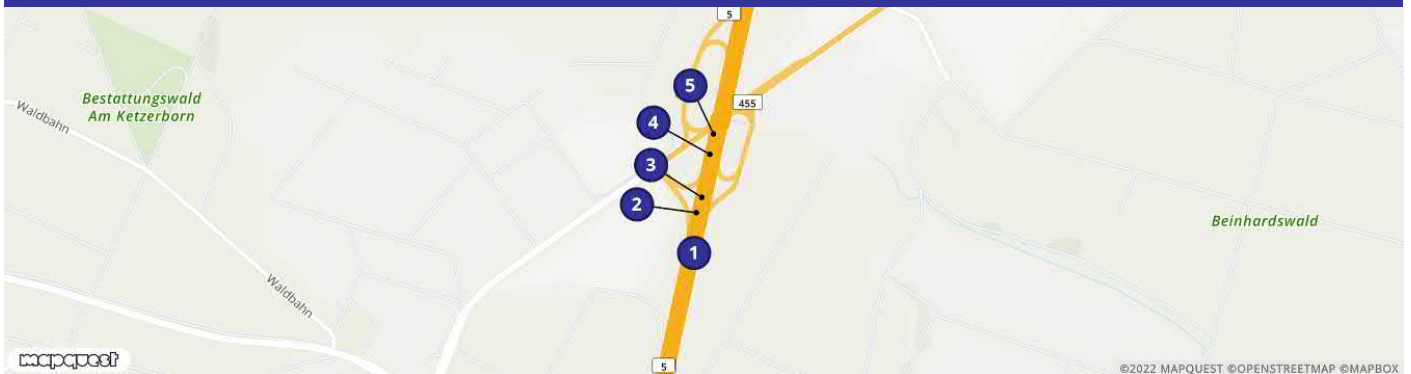 5
Bestattungswald
Am Ketzerborn
Waldbahn
5
455
4
3
2
Beinhardswald
1
Waldbahn
mapquest
5
©2022 MAPQUEST ©OPENSTREETMAP ©MAPBOX